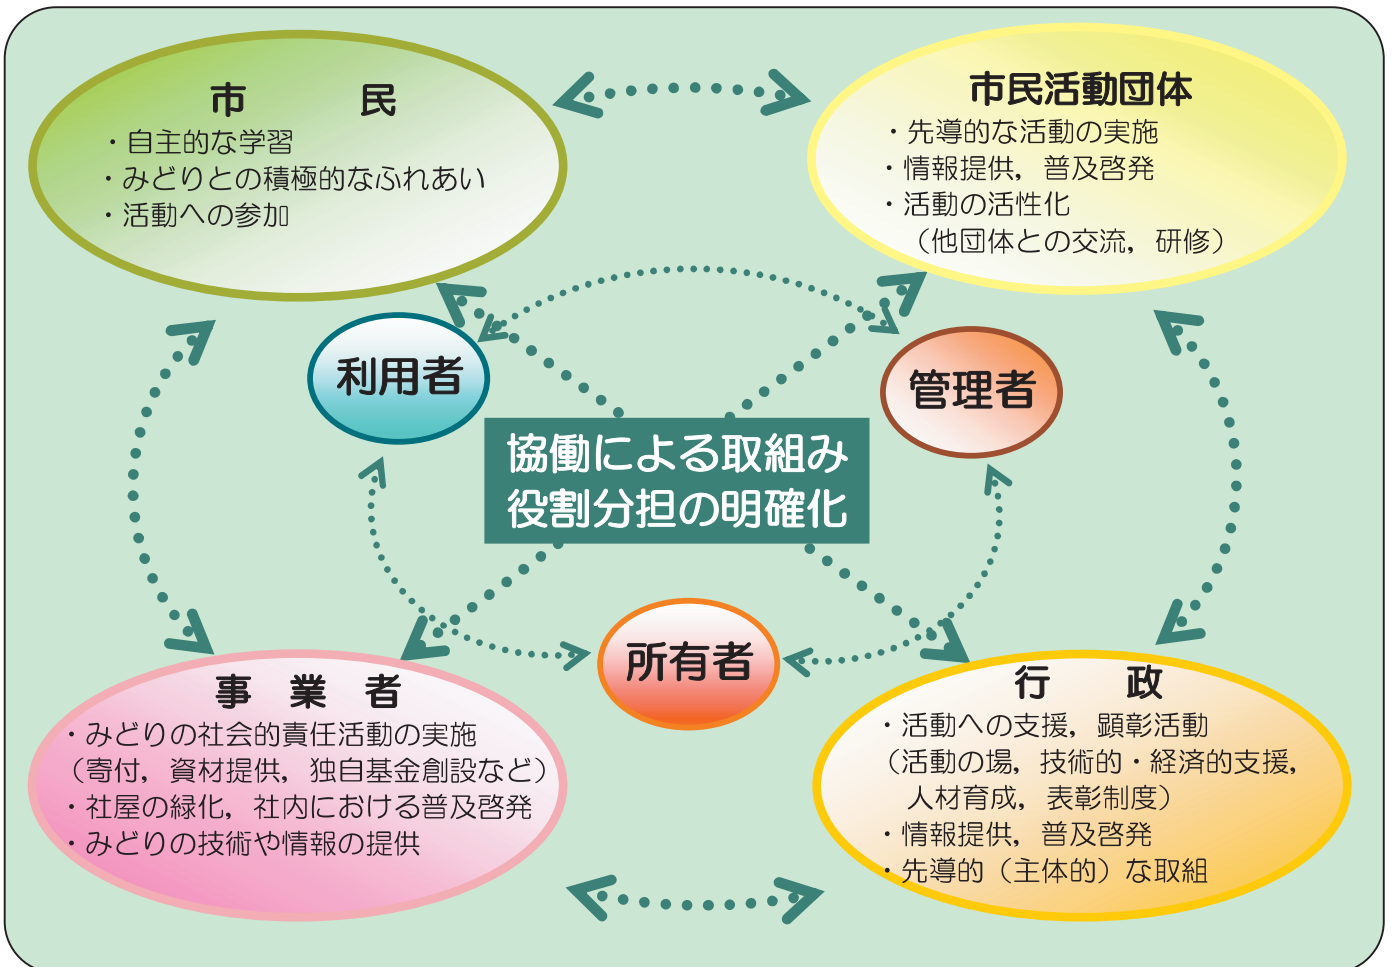 市　民
・自主的な学習
・みどりとの積極的なふれあい
・活動への参加
市民活動団体
・先導的な活動の実施
・情報提供，普及啓発
・活動の活性化
（他団体との交流，研修）
利用者
管理者
協働による取組み
役割分担の明確化
所有者
事　業　者
・みどりの社会的責任活動の実施
（寄付，資材提供，独自基金創設など）
・社屋の緑化，社内における普及啓発
・みどりの技術や情報の提供
行　政
・活動への支援，顕彰活動
（活動の場，技術的・経済的支援，
人材育成，表彰制度）
・情報提供，普及啓発
・先導的（主体的）な取組